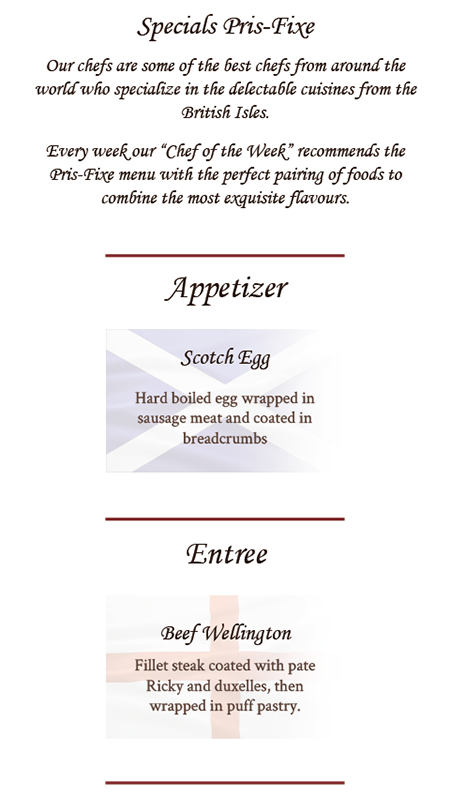 Specials Pris-Fixe
Our chefs are some of the best chefs from around the
world who specialize in the delectable cuisines from the
British Isles.
Every week our “Chef of the Week” recommends the
Pris-Fixe menu with the perfect pairing of foods to
combine the most exquisite flavours.
Appetizer
Scotch Egg
Hard boiled egg wrapped in
sausage meat and coated in
breadcrumbs
Entree
Beef Wellington
Fillet steak coated with pate
Ricky and duxelles, then
wrapped in puff pastry.